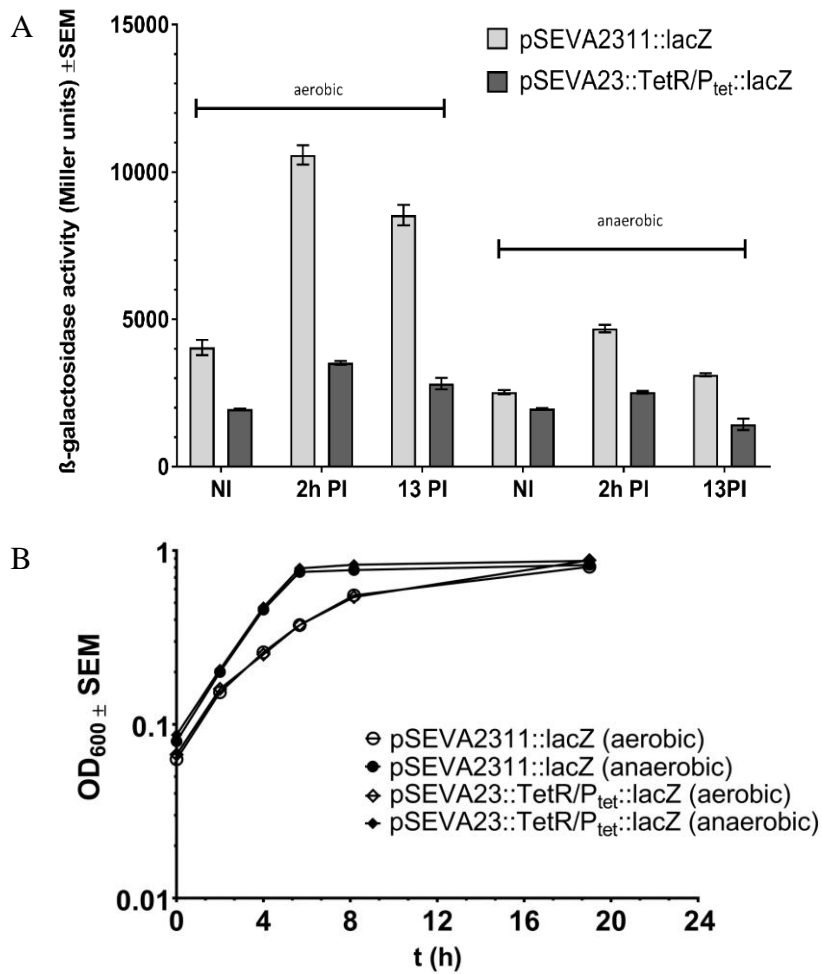 A
ß-galactosidase activity (Miller units) ±SEM
15000
10000
5000
0
pSEVA2311::lacZ
pSEVA23::TetR/Ptet::lacZ
aerobic
anaerobic
NI 2h PI 13 PI NI 2h PI 13PI
B
OD600 ± SEM
1
0.1
0.01
pSEVA2311::lacZ (aerobic)
pSEVA2311::lacZ (anaerobic)
pSEVA23::TetR/Ptet::lacZ (aerobic)
pSEVA23::TetR/Ptet::lacZ (anaerobic)
0 4 8 12 16 20 24
t (h)